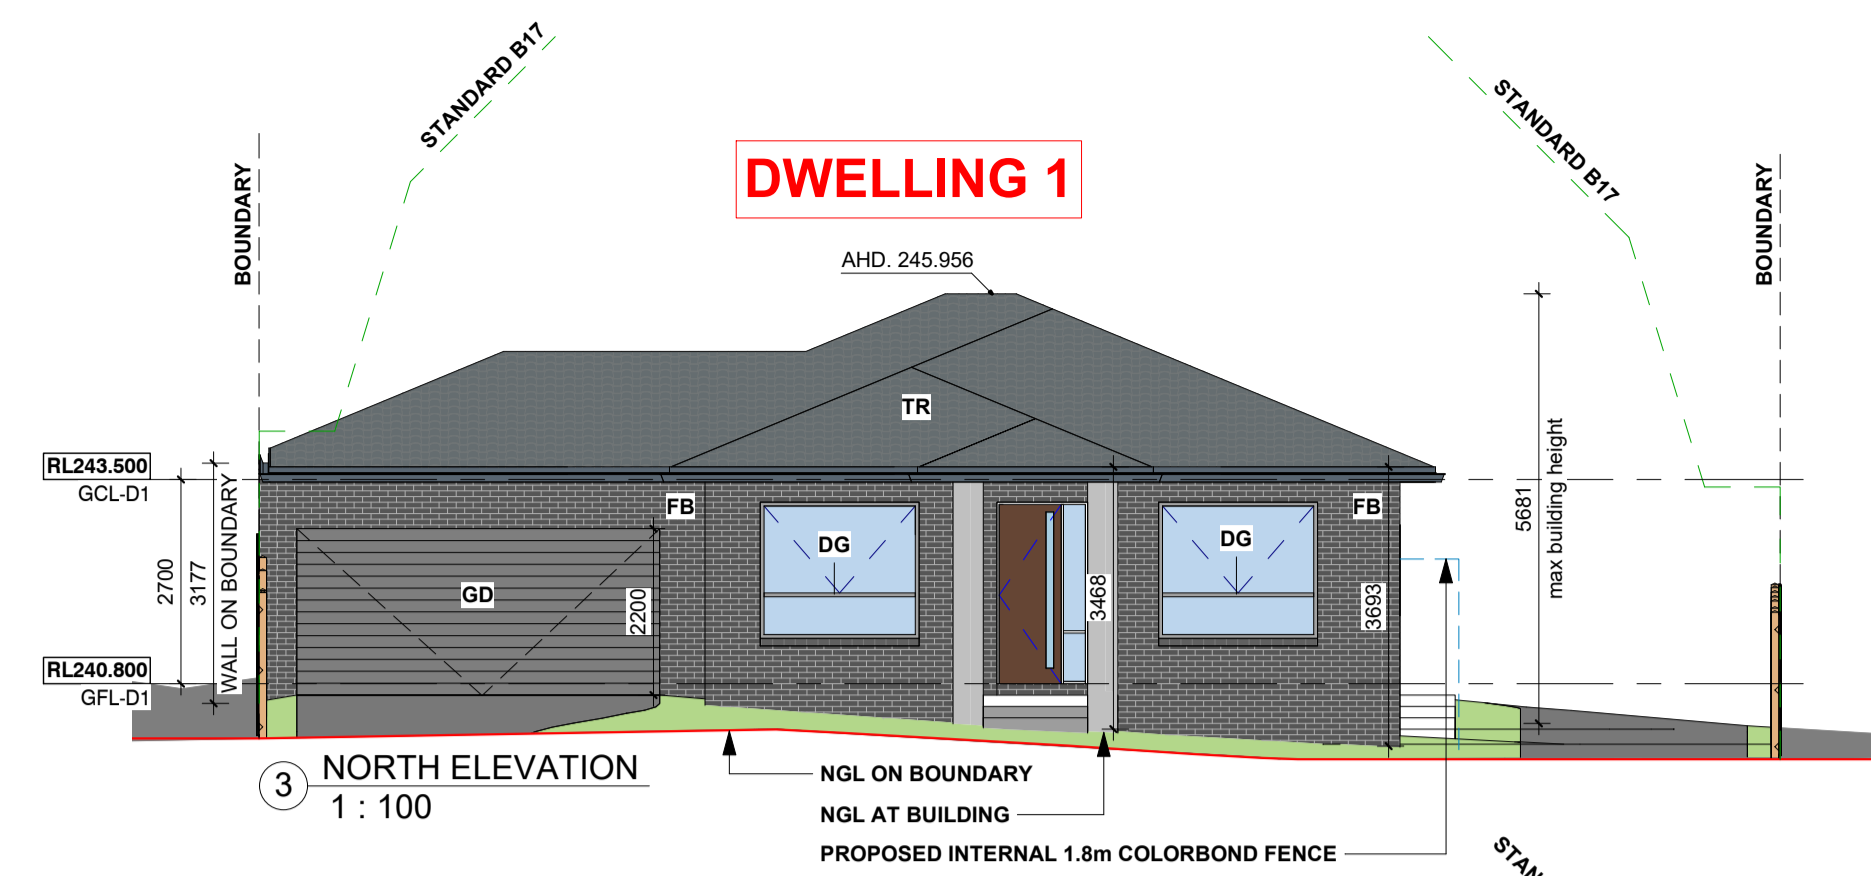 STANDARD B17
STANDARD B17
BOUNDARY
BOUNDARY
DWELLING 1
AHD. 245.956
TR
RL243.500
GCL-D1
FB
FB
DG
DG
GD
2700
3177
WALL ON BOUNDARY
2200
3468
3693
5681
max building height
RL240.800
GFL-D1
3
NORTH ELEVATION
1 : 100
NGL ON BOUNDARY
NGL AT BUILDING
PROPOSED INTERNAL 1.8m COLORBOND FENCE
STAN